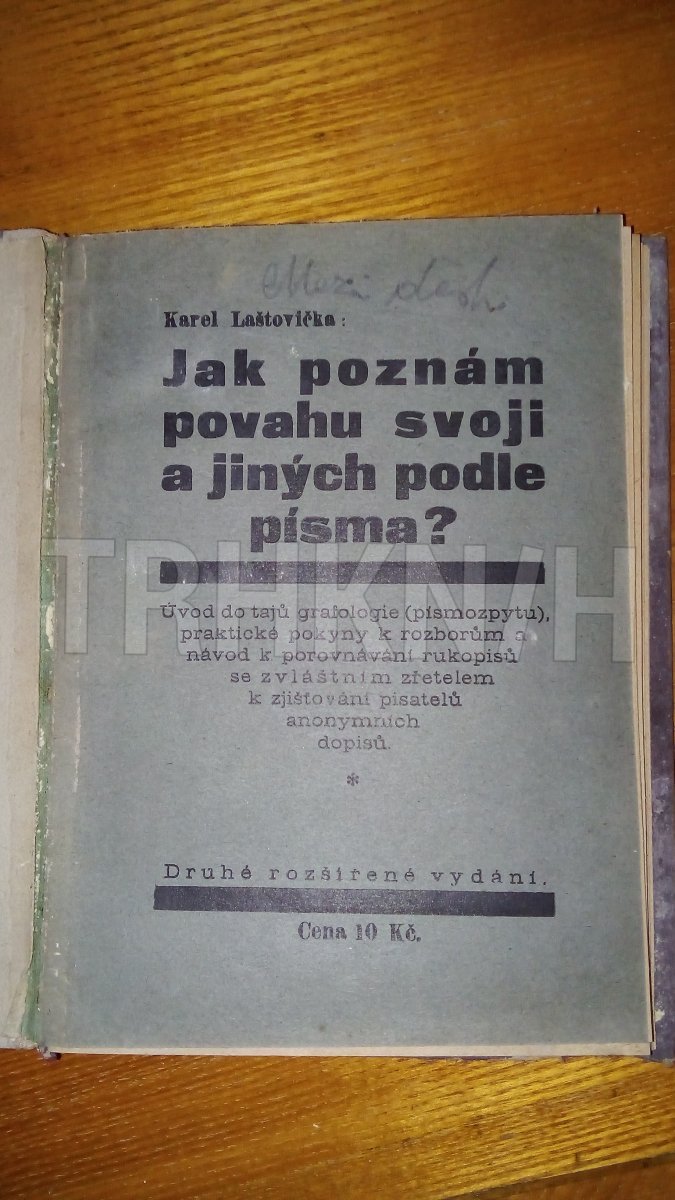 Karel Laštovička:
Jak poznám
povahu svoji
a jiných podle
písma?
TRHKNIH
Úvod do tajů grafologie (písmozpytu),
praktické pokyny k rozborům a
návod k porovnávání rukopisů
se zvláštním zřetelem
k zjišťování pisatelů
anonymních
dopisů.
*
Druhé rozšířené vydání.
Cena 10 Kč.